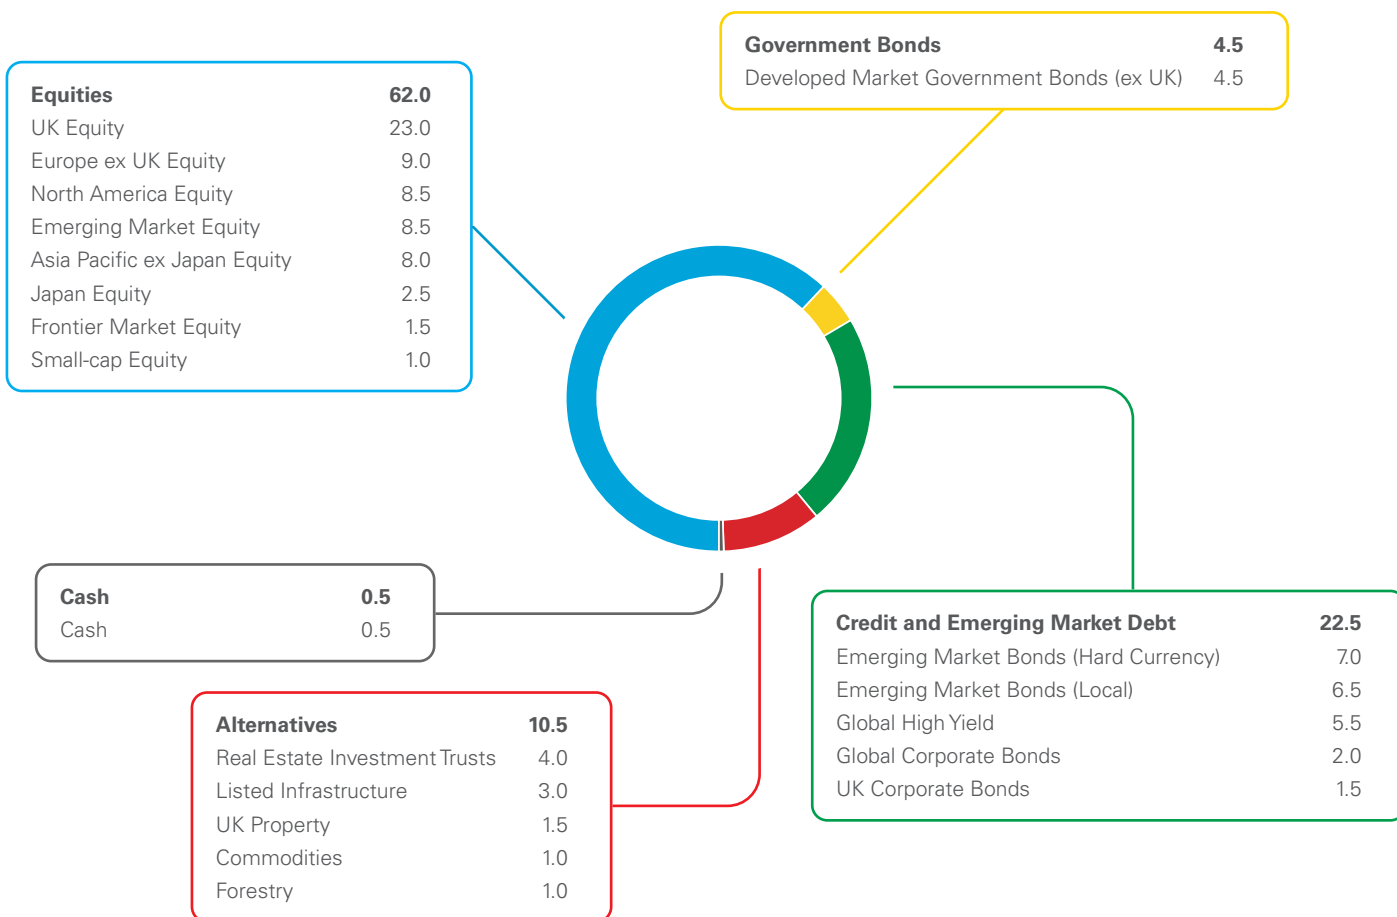 Government Bonds 4.5
Developed Market Government Bonds (ex UK) 4.5
Equities 62.0
UK Equity 23.0
Europe ex UK Equity 9.0
North America Equity 8.5
Emerging Market Equity 8.5
Asia Pacific ex Japan Equity 8.0
Japan Equity 2.5
Frontier Market Equity 1.5
Small-cap Equity 1.0
Cash 0.5
Cash 0.5
Credit and Emerging Market Debt 22.5
Emerging Market Bonds (Hard Currency) 7.0
Emerging Market Bonds (Local) 6.5
Global High Yield 5.5
Global Corporate Bonds 2.0
UK Corporate Bonds 1.5
Alternatives 10.5
Real Estate Investment Trusts 4.0
Listed Infrastructure 3.0
UK Property 1.5
Commodities 1.0
Forestry 1.0